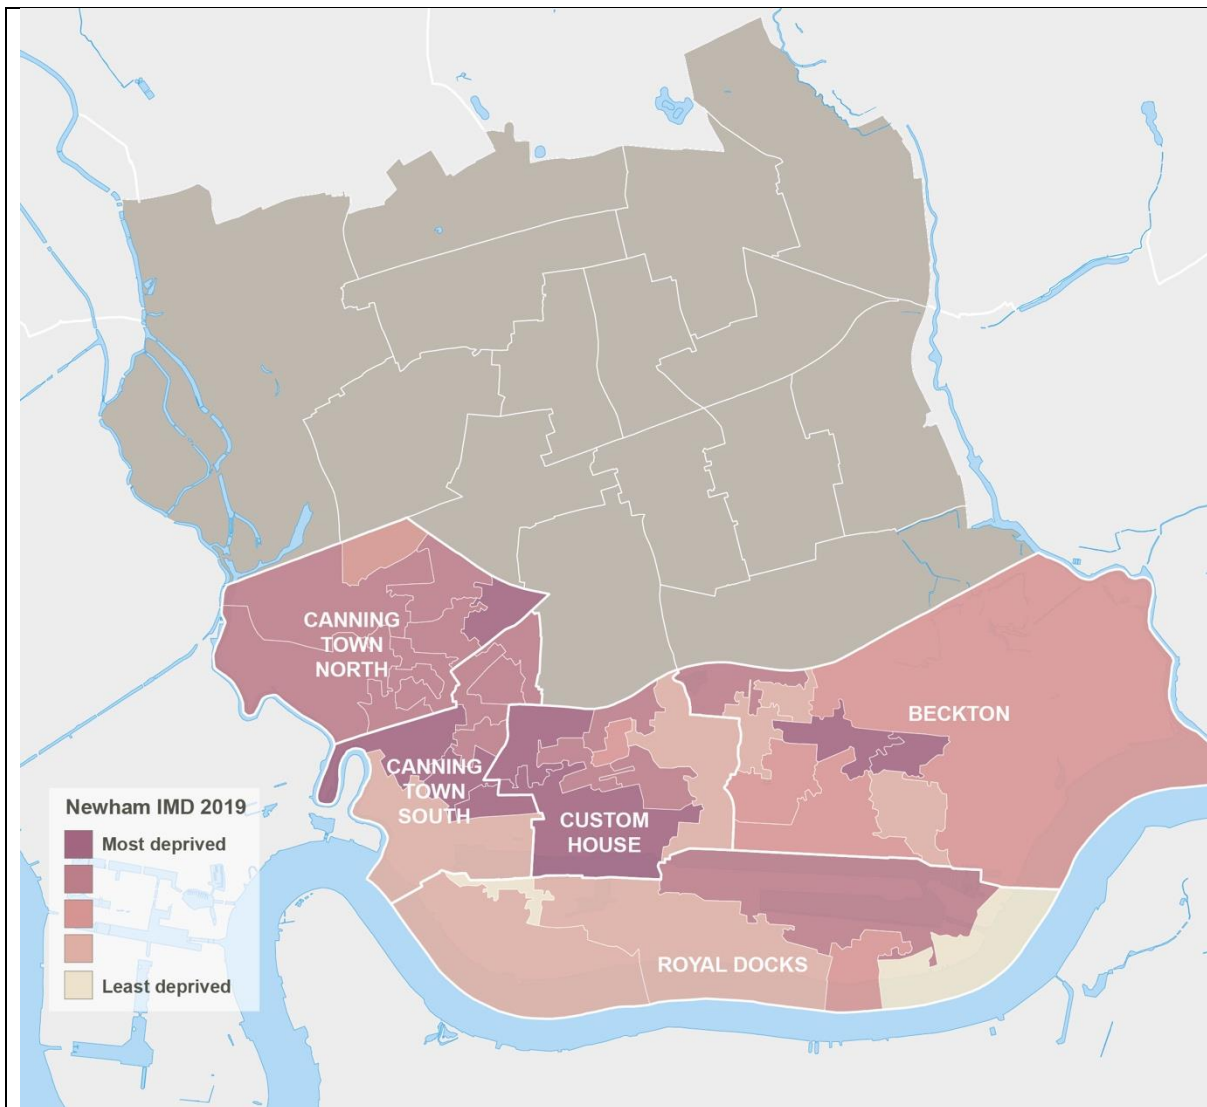 CANNING
TOWN
NORTH
BECKTON
CANNING
TOWN
SOUTH
CUSTOM
HOUSE
ROYAL DOCKS
Newham IMD 2019
Most deprived
Least deprived